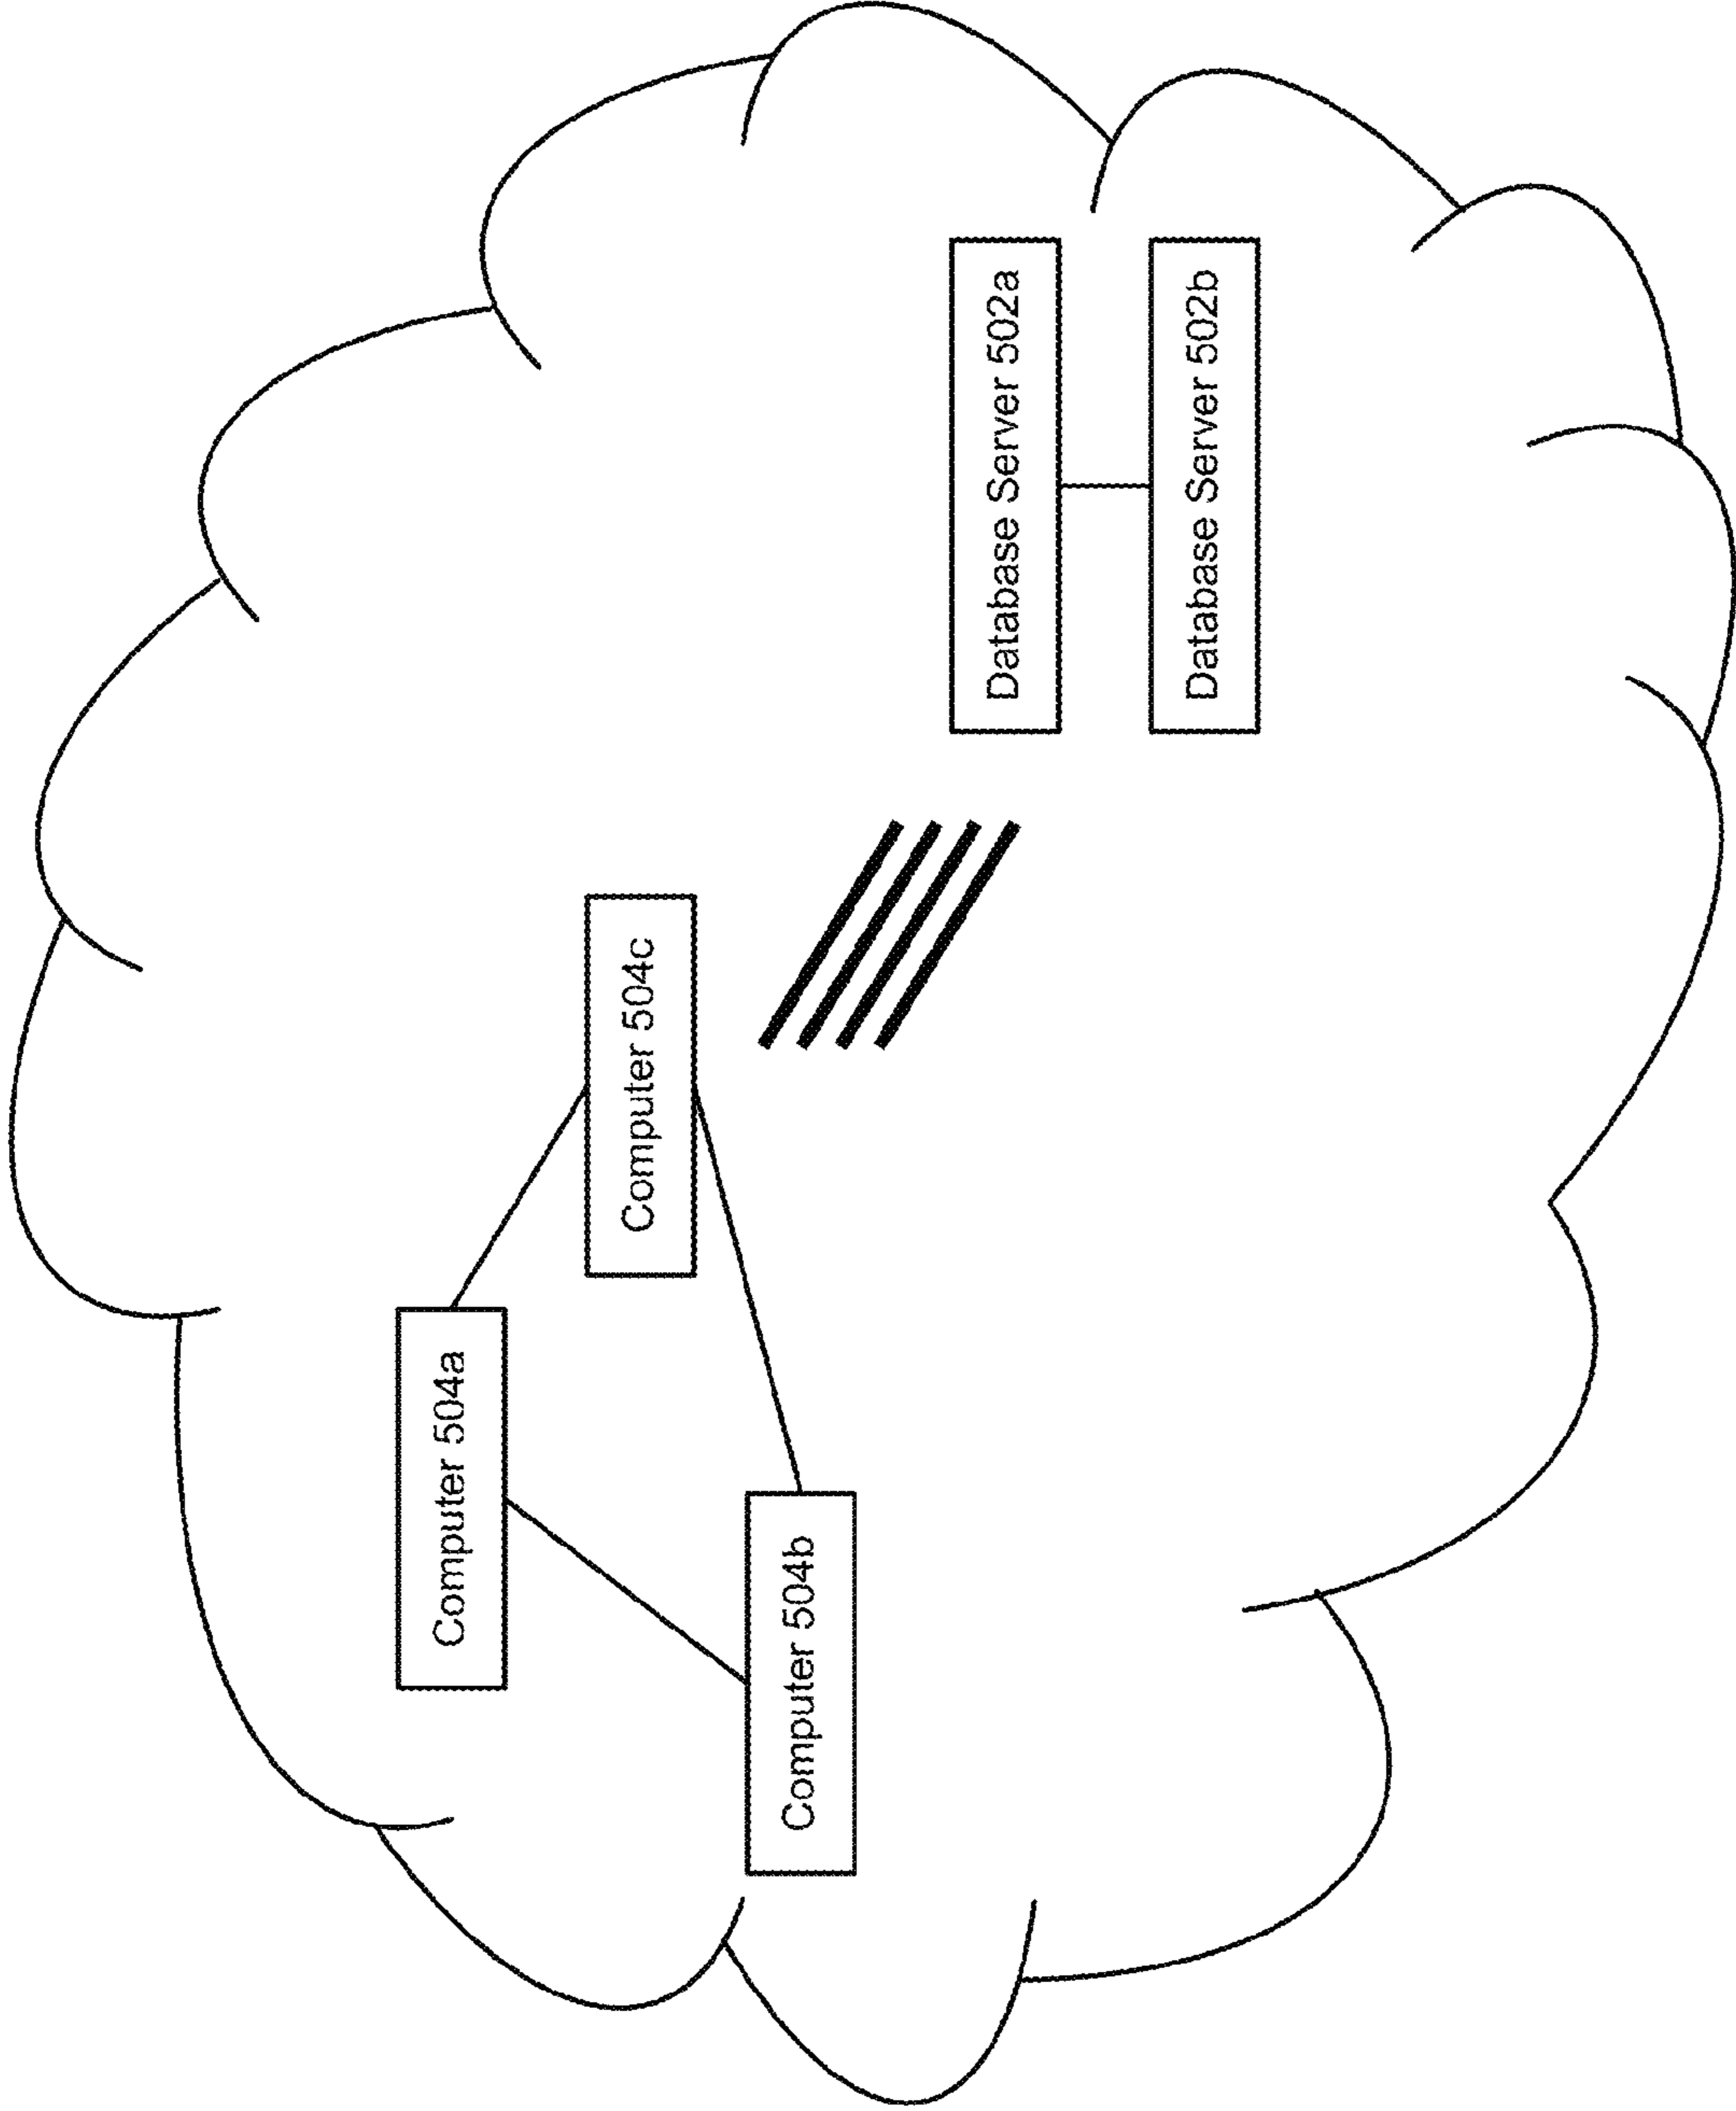 Computer 504a
Computer 504b
Computer 504c
Database Server 502a
Database Server 502b